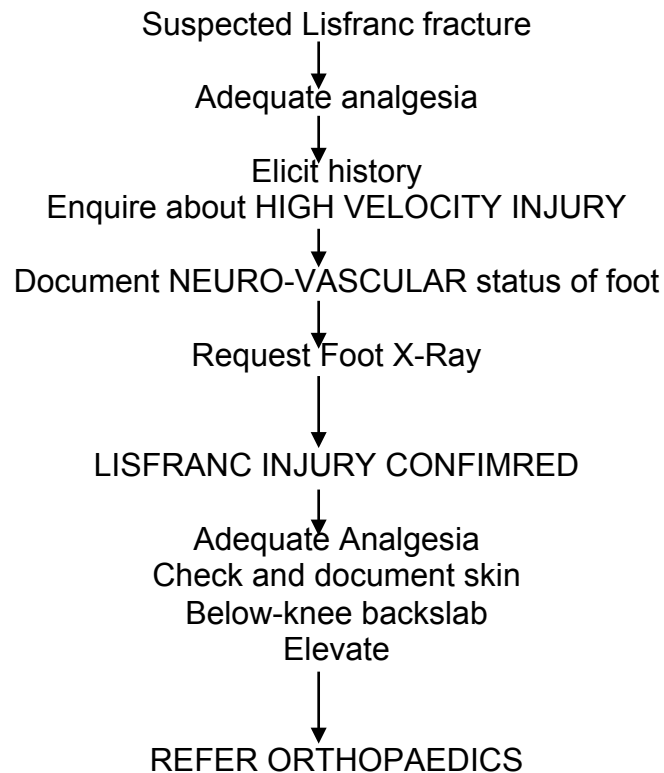 Suspected Lisfranc fracture
Adequate analgesia
Elicit history
Enquire about HIGH VELOCITY INJURY
Document NEURO-VASCULAR status of foot
Request Foot X-Ray
LISFRANC INJURY CONFIMRED
Adequate Analgesia
Check and document skin
Below-knee backslab
Elevate
REFER ORTHOPAEDICS